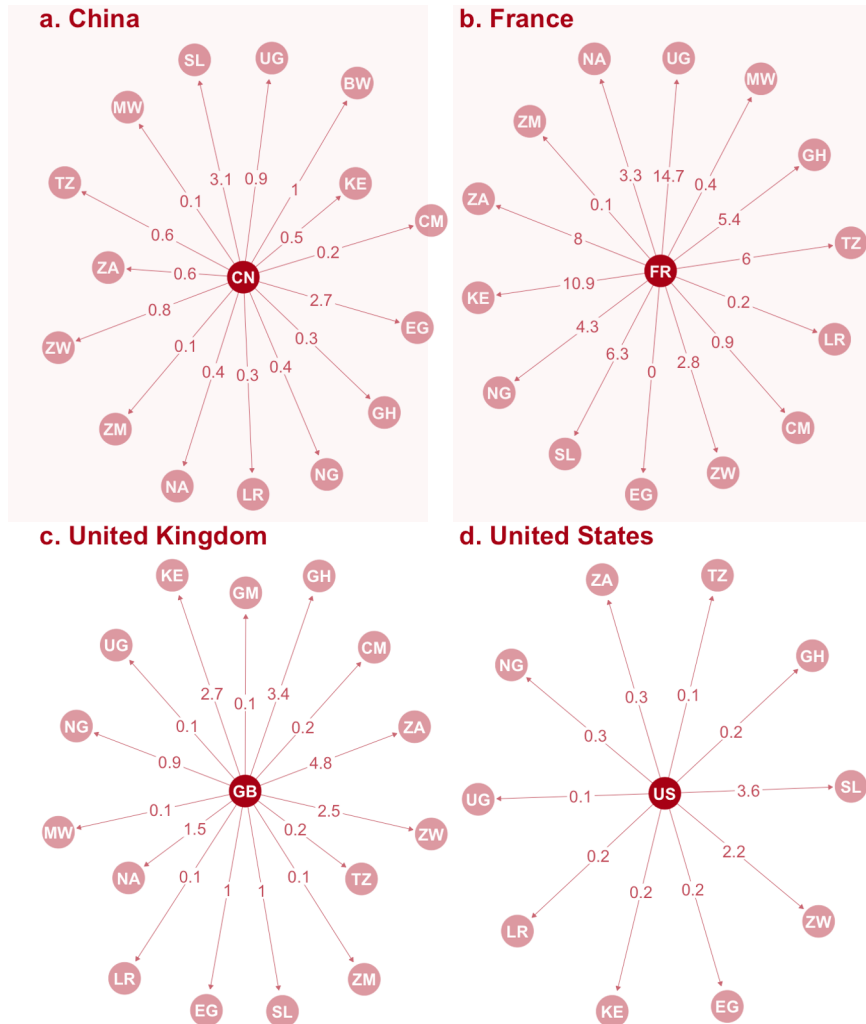 a. China
SL
UG
BW
MW
KE
TZ
CM
ZA
CN
EG
ZW
GH
ZM
NA
LR
NG
3.1
0.9
1
0.1
0.5
0.6
0.2
0.6
2.7
0.8
0.3
0.1
0.4
0.3
0.4
b. France
NA
UG
MW
ZM
GH
ZA
TZ
KE
FR
LR
NG
CM
SL
EG
ZW
3.3
14.7
0.4
0.1
5.4
8
6
10.9
0.2
4.3
0.9
6.3
0
2.8
c. United Kingdom
KE
GM
GH
UG
CM
NG
ZA
GB
MW
ZW
NA
TZ
LR
EG
SL
ZM
2.7
0.1
3.4
0.1
0.2
0.9
4.8
0.1
2.5
1.5
0.2
0.1
1
1
0.1
d. United States
ZA
TZ
NG
GH
UG
US
SL
LR
ZW
KE
EG
0.3
0.1
0.3
0.2
0.1
3.6
0.2
2.2
0.2
0.2